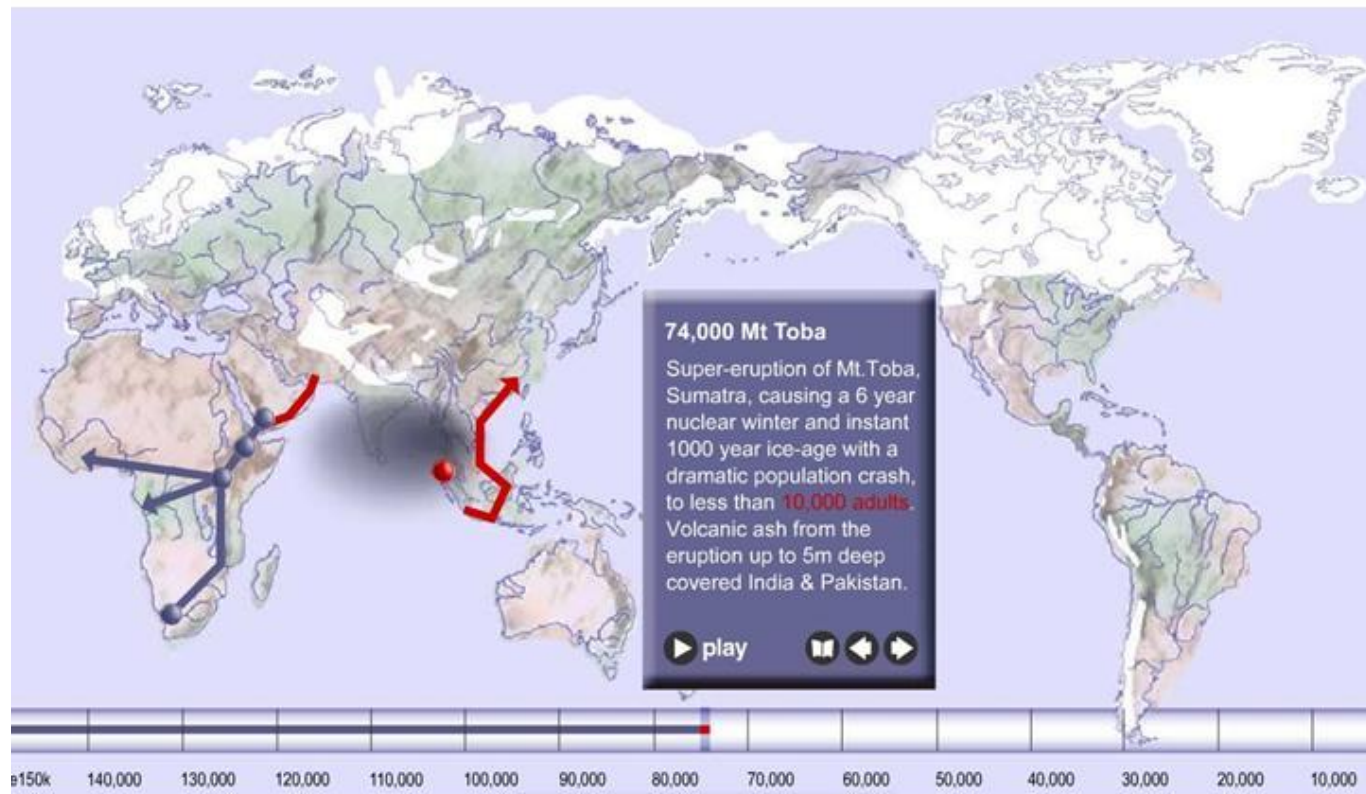 74,000 Mt Toba
Super-eruption of Mt.Toba,
Sumatra, causing a 6 year
nuclear winter and instant
1000 year ice-age with a
dramatic population crash,
to less than 10,000 adults.
Volcanic ash from the
eruption up to 5m deep
covered India & Pakistan.
play
e150k 140,000 130,000 120,000 110,000 100,000 90,000 80,000 70,000 60,000 50,000 40,000 30,000 20,000 10,000